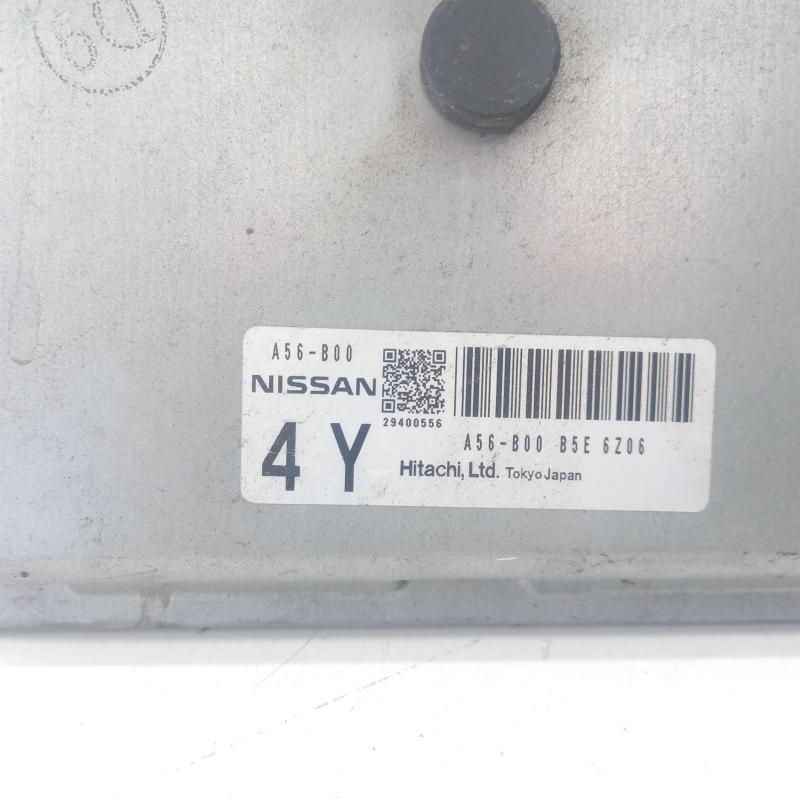 A56-B00
NISSAN
29400556
4 Y
A56-B00 B5E 6Z06
Hitachi, Ltd. Tokyo Japan